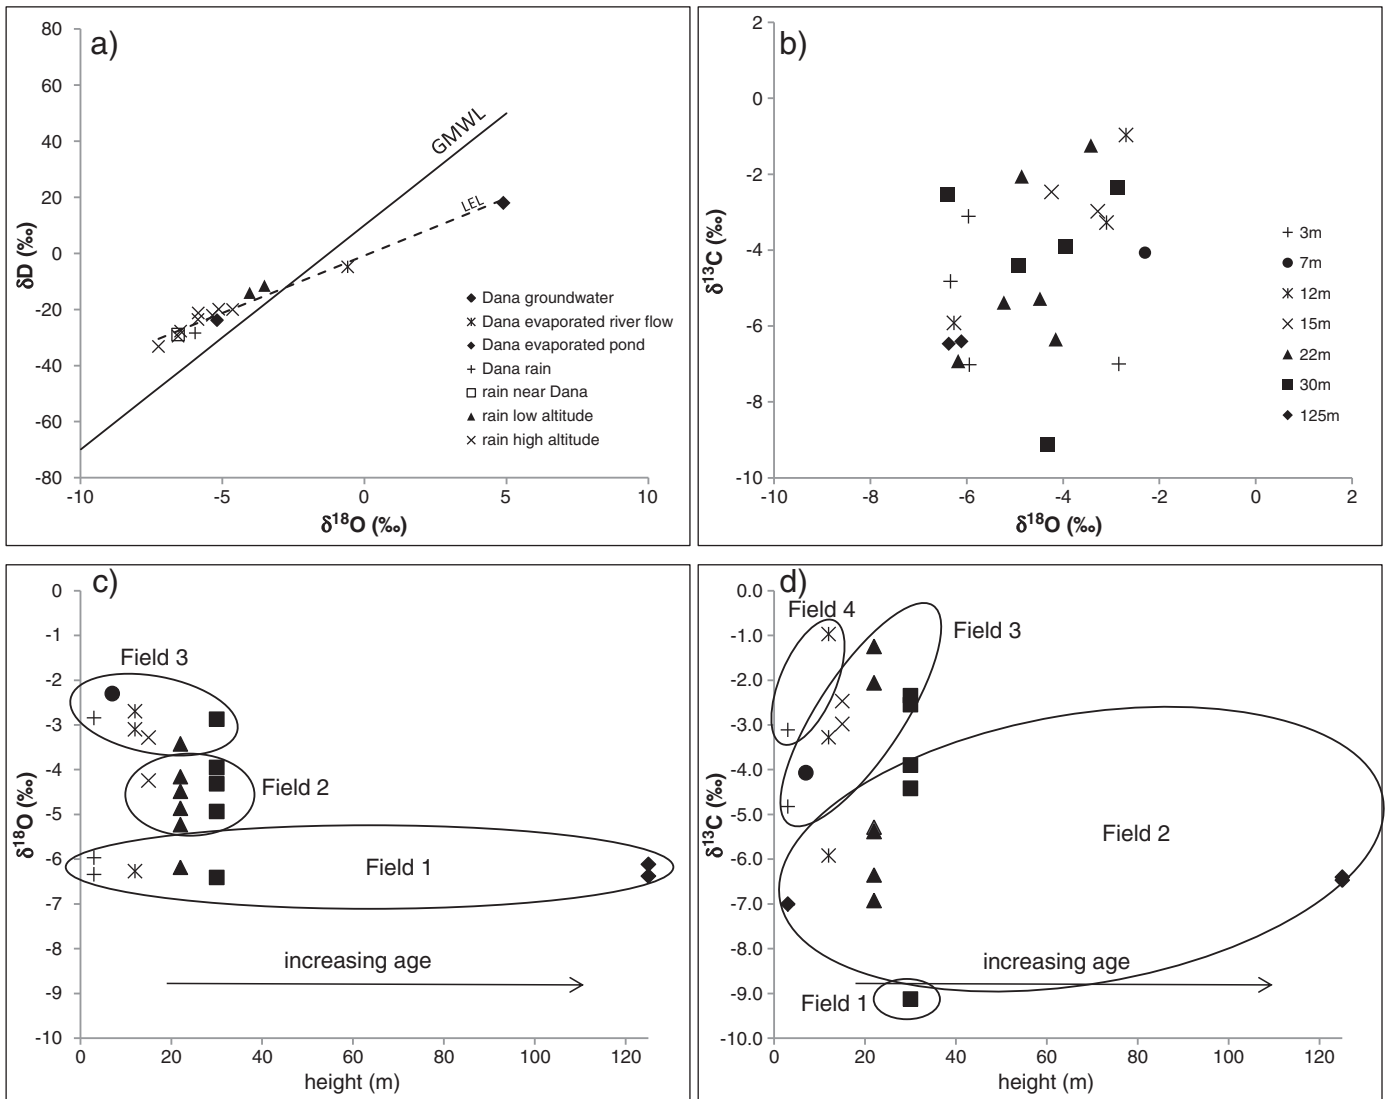 a)
80
60
40
20
0
-20
-40
-60
80
-10
-5
0
5
10
δD (‰)
δ¹⁸O (‰)
GMWL
LEL
Dana groundwater
Dana evaporated river flow
Dana evaporated pond
Dana rain
rain near Dana
rain low altitude
rain high altitude
b)
2
0
-2
-4
-6
-8
-10
-10
-8
-6
-4
-2
0
2
δ¹³C (‰)
δ¹⁸O (‰)
3m
7m
12m
15m
22m
30m
125m
c)
0
-1
-2
-3
-4
-5
-6
-7
-8
-9
-10
0
20
40
60
80
100
120
δ¹⁸O (‰)
height (m)
Field 3
Field 2
Field 1
increasing age
d)
0.0
-1.0
-2.0
-3.0
-4.0
-5.0
-6.0
-7.0
-8.0
-9.0
-10.0
0
20
40
60
80
100
120
δ¹³C (‰)
height (m)
Field 4
Field 3
Field 2
increasing age
Field 1